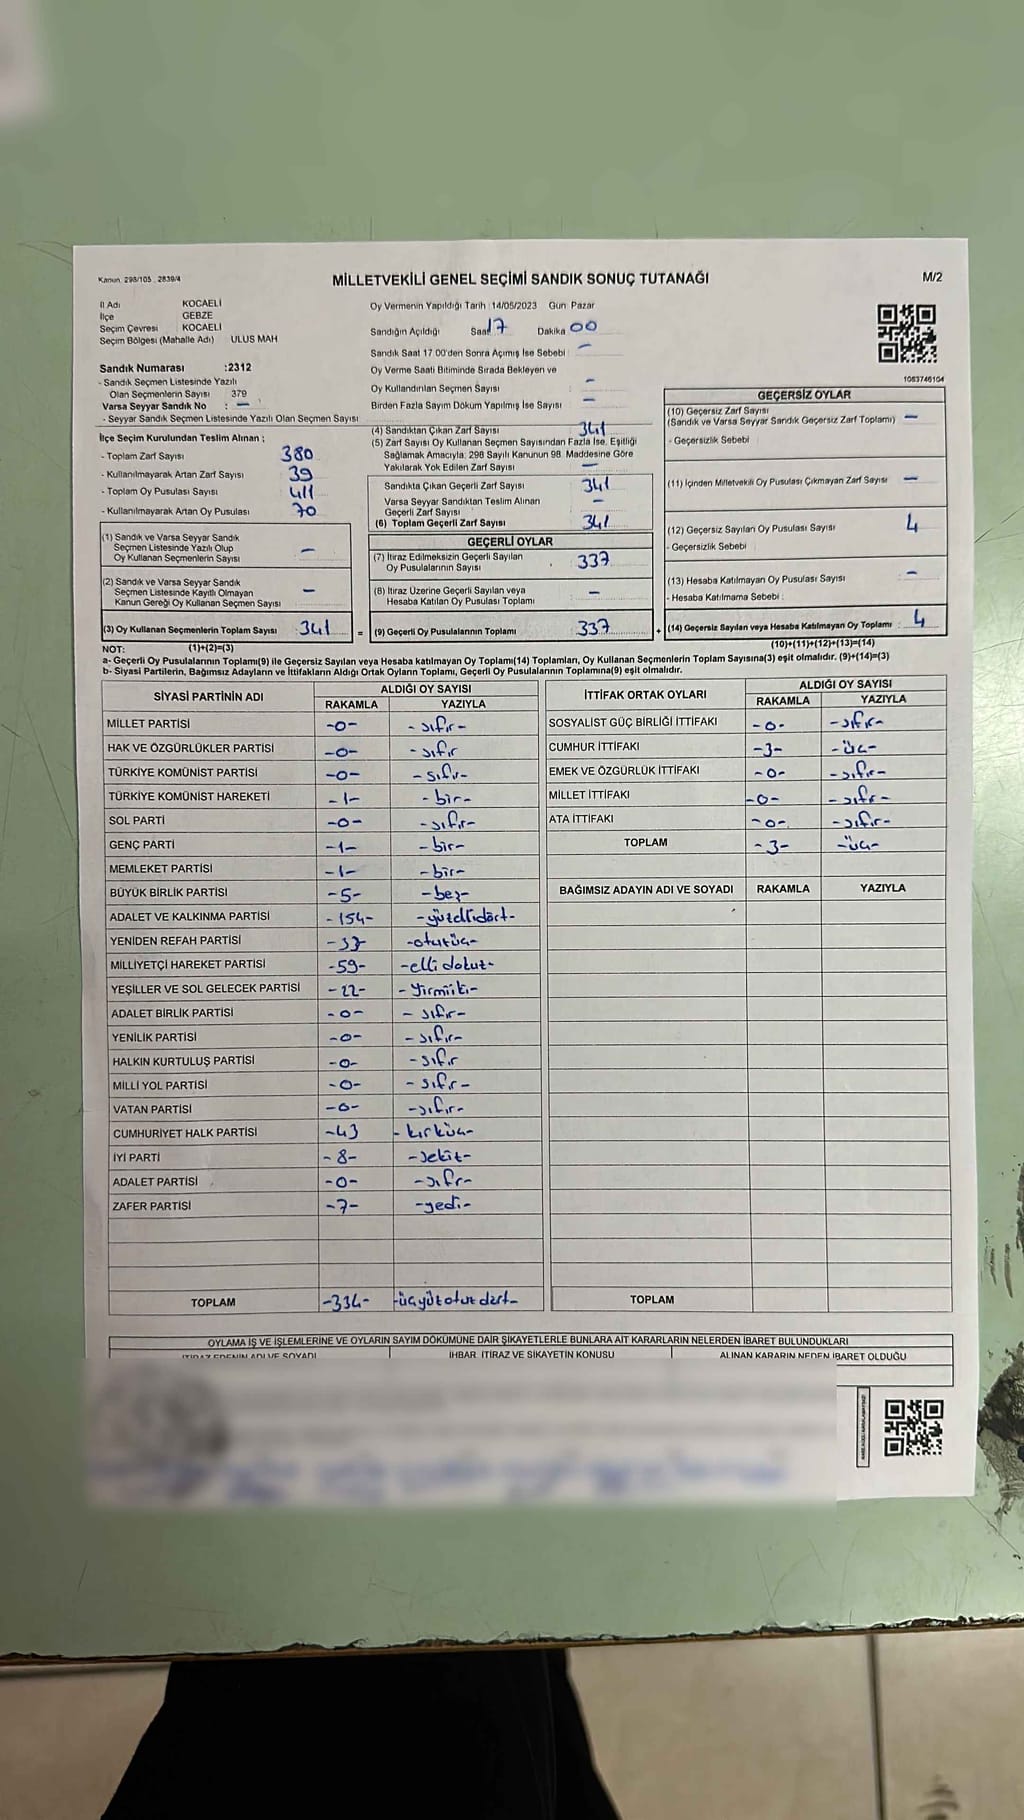 Kanun 298/105 , 2839/4
MİLLETVEKİLİ GENEL SEÇİMİ SANDIK SONUÇ TUTANAĞI
M/2
İl Adı KOCAELİ
İlçe GEBZE
Seçim Çevresi KOCAELİ
Seçim Bölgesi (Mahalle Adı) ULUS MAH
Sandık Numarası :2312
- Sandık Seçmen Listesinde Yazılı
Olan Seçmenlerin Sayısı 379
Varsa Seyyar Sandık No : -
- Seyyar Sandık Seçmen Listesinde Yazılı Olan Seçmen Sayısı
İlçe Seçim Kurulundan Teslim Alınan ;
- Toplam Zarf Sayısı 380
- Kullanılmayarak Artan Zarf Sayısı 39
- Toplam Oy Pusulası Sayısı 411
- Kullanılmayarak Artan Oy Pusulası 70
(1) Sandık ve Varsa Seyyar Sandık
Seçmen Listesinde Yazılı Olup
Oy Kullanan Seçmenlerin Sayısı -
(2) Sandık ve Varsa Seyyar Sandık
Seçmen Listesinde Kayıtlı Olmayan
Kanun Gereği Oy Kullanan Seçmen Sayısı -
(3) Oy Kullanan Seçmenlerin Toplam Sayısı 341
Oy Vermenin Yapıldığı Tarih : 14/05/2023 Gün Pazar
Sandığın Açıldığı Saat 17 Dakika 00
Sandık Saat 17 00'den Sonra Açımış İse Sebebi : -
Oy Verme Saati Bitiminde Sırada Bekleyen ve
Oy Kullandırılan Seçmen Sayısı : -
Birden Fazla Sayım Döküm Yapılmış İse Sayısı : -
(4) Sandıktan Çıkan Zarf Sayısı 341
(5) Zarf Sayısı Oy Kullanan Seçmen Sayısından Fazla İse, Eşitliği
Sağlamak Amacıyla, 298 Sayılı Kanunun 98. Maddesine Göre
Yakılarak Yok Edilen Zarf Sayısı -
Sandıkta Çıkan Geçerli Zarf Sayısı 341
Varsa Seyyar Sandıktan Teslim Alınan
Geçerli Zarf Sayısı -
(6) Toplam Geçerli Zarf Sayısı 341
GEÇERLİ OYLAR
(7) İtiraz Edilmeksizin Geçerli Sayılan
Oy Pusulalarının Sayısı 337
(8) İtiraz Üzerine Geçerli Sayılan veya
Hesaba Katılan Oy Pusulası Toplamı -
= (9) Geçerli Oy Pusulalarının Toplamı 337 +
1083746104
GEÇERSİZ OYLAR
(10) Geçersiz Zarf Sayısı
(Sandık ve Varsa Seyyar Sandık Geçersiz Zarf Toplamı) -
- Geçersizlik Sebebi
(11) İçinden Milletvekili Oy Pusulası Çıkmayan Zarf Sayısı -
(12) Geçersiz Sayılan Oy Pusulası Sayısı 4
- Geçersizlik Sebebi
(13) Hesaba Katılmayan Oy Pusulası Sayısı -
- Hesaba Katılmama Sebebi :
(14) Geçersiz Sayılan veya Hesaba Katılmayan Oy Toplamı : 4
NOT: (1)+(2)=(3) (10)+(11)+(12)+(13)=(14)
a- Geçerli Oy Pusulalarının Toplamı(9) ile Geçersiz Sayılan veya Hesaba katılmayan Oy Toplamı(14) Toplamları, Oy Kullanan Seçmenlerin Toplam Sayısına(3) eşit olmalıdır. (9)+(14)=(3)
b- Siyasi Partilerin, Bağımsız Adayların ve İttifakların Aldığı Ortak Oyların Toplamı, Geçerli Oy Pusulalarının Toplamına(9) eşit olmalıdır.
SİYASİ PARTİNİN ADI ALDIĞI OY SAYISI
RAKAMLA YAZIYLA
MİLLET PARTİSİ -0- -sıfır-
HAK VE ÖZGÜRLÜKLER PARTİSİ -0- -sıfır
TÜRKİYE KOMÜNİST PARTİSİ -0- -sıfır-
TÜRKİYE KOMÜNİST HAREKETİ -1- -bir-
SOL PARTİ -0- -sıfır-
GENÇ PARTİ -1- -bir-
MEMLEKET PARTİSİ -1- -bir-
BÜYÜK BİRLİK PARTİSİ -5- -beş-
ADALET VE KALKINMA PARTİSİ -154- -yüzellidört-
YENİDEN REFAH PARTİSİ -33- -otuzüç-
MİLLİYETÇİ HAREKET PARTİSİ -59- -elli dokuz-
YEŞİLLER VE SOL GELECEK PARTİSİ -22- -yirmiiki-
ADALET BİRLİK PARTİSİ -0- -sıfır-
YENİLİK PARTİSİ -0- -sıfır-
HALKIN KURTULUŞ PARTİSİ -0- -sıfır
MİLLİ YOL PARTİSİ -0- -sıfır-
VATAN PARTİSİ -0- -sıfır-
CUMHURİYET HALK PARTİSİ -43 -kırküç-
İYİ PARTİ -8- -sekiz-
ADALET PARTİSİ -0- -sıfır-
ZAFER PARTİSİ -7- -yedi-
TOPLAM -334- -üçyüzotuz dört-
İTTİFAK ORTAK OYLARI ALDIĞI OY SAYISI
RAKAMLA YAZIYLA
SOSYALİST GÜÇ BİRLİĞİ İTTİFAKI -0- -sıfır-
CUMHUR İTTİFAKI -3- -üç-
EMEK VE ÖZGÜRLÜK İTTİFAKI -0- -sıfır-
MİLLET İTTİFAKI -0- -sıfır-
ATA İTTİFAKI -0- -sıfır-
TOPLAM -3- -üç-
BAĞIMSIZ ADAYIN ADI VE SOYADI RAKAMLA YAZIYLA
TOPLAM
OYLAMA İŞ VE İŞLEMLERİNE VE OYLARIN SAYIM DÖKÜMÜNE DAİR ŞİKAYETLERLE BUNLARA AİT KARARLARIN NELERDEN İBARET BULUNDUKLARI
İTİRAZ EDENİN ADI VE SOYADI İHBAR, İTİRAZ VE ŞİKAYETİN KONUSU ALINAN KARARIN NEDEN İBARET OLDUĞU